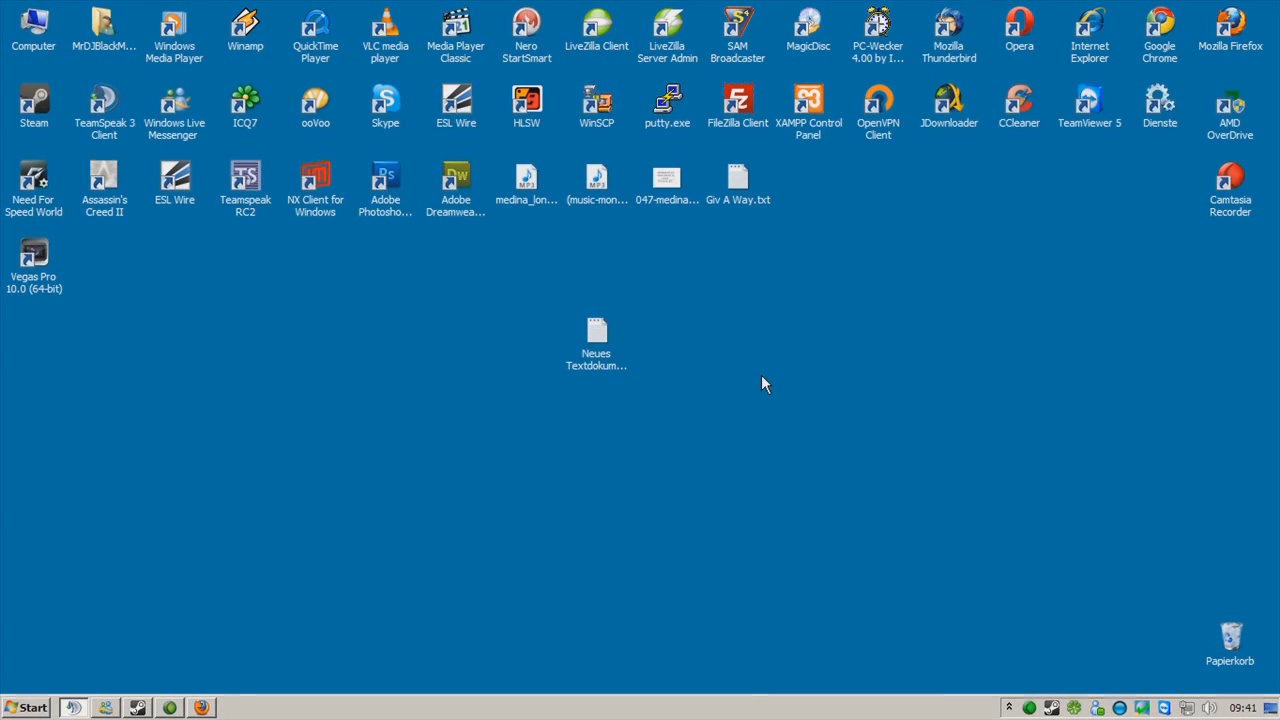 Computer
MrDJBlackM...
Windows
Media Player
Winamp
QuickTime
Player
VLC media
player
Media Player
Classic
Nero
StartSmart
LiveZilla Client
LiveZilla
Server Admin
SAM
Broadcaster
MagicDisc
PC-Wecker
4.00 by I...
Mozilla
Thunderbird
Opera
Internet
Explorer
Google
Chrome
Mozilla Firefox
Steam
TeamSpeak 3
Client
Windows Live
Messenger
ICQ7
ooVoo
Skype
ESL Wire
HLSW
WinSCP
putty.exe
FileZilla Client
XAMPP Control
Panel
OpenVPN
Client
JDownloader
CCleaner
TeamViewer 5
Dienste
AMD
OverDrive
Need For
Speed World
Assassin's
Creed II
ESL Wire
Teamspeak
RC2
NX Client for
Windows
Adobe
Photosho...
Adobe
Dreamwea...
medina_lon...
(music-mon...
047-medina...
Giv A Way.txt
Camtasia
Recorder
Vegas Pro
10.0 (64-bit)
Neues
Textdokum...
Papierkorb
Start
09:41